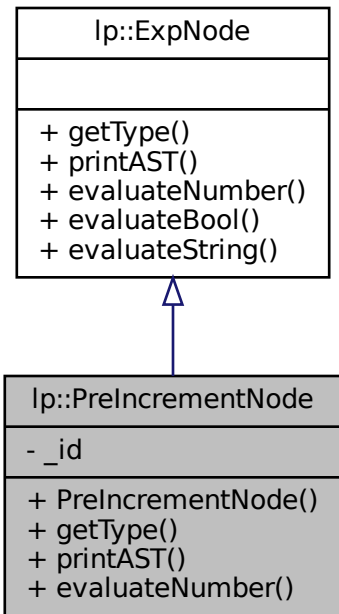 lp::ExpNode
+ getType()
+ printAST()
+ evaluateNumber()
+ evaluateBool()
+ evaluateString()
lp::PreIncrementNode
- _id
+ PreIncrementNode()
+ getType()
+ printAST()
+ evaluateNumber()